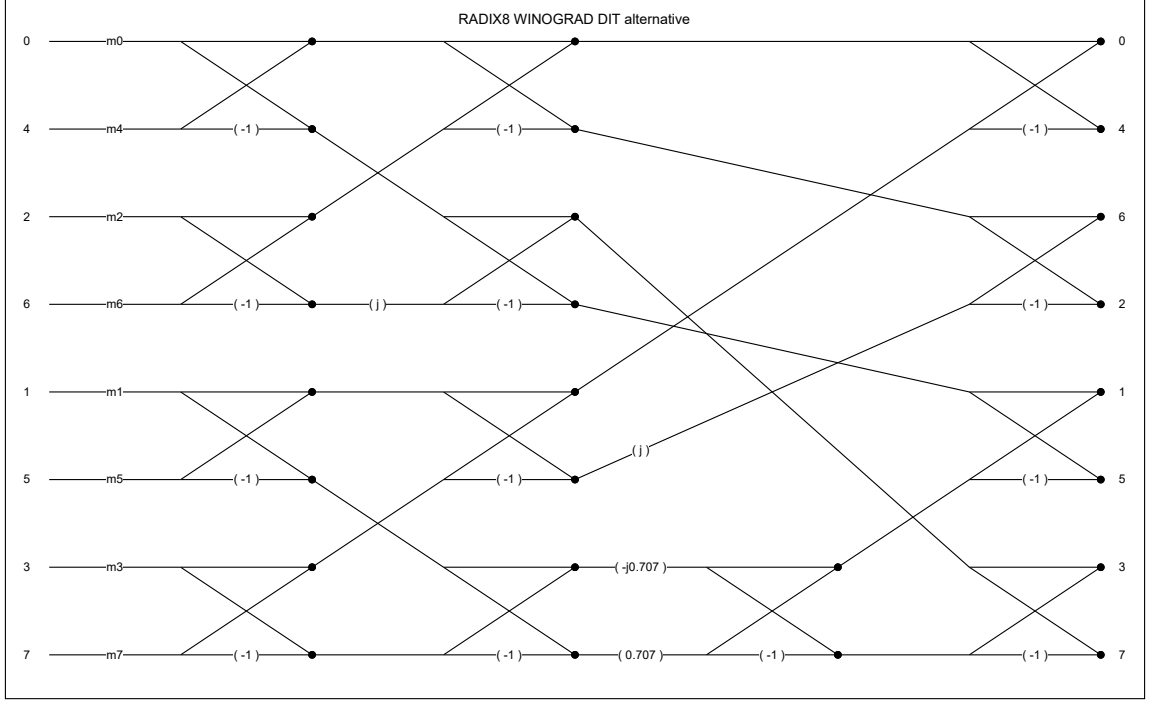 RADIX8 WINOGRAD DIT alternative
0 m0 0
4 m4 ( -1 ) ( -1 ) ( -1 ) 4
2 m2 6
6 m6 ( -1 ) ( j ) ( -1 ) ( -1 ) 2
1 m1 1
( j )
5 m5 ( -1 ) ( -1 ) ( -1 ) 5
3 m3 ( -j0.707 ) 3
7 m7 ( -1 ) ( -1 ) ( 0.707 ) ( -1 ) ( -1 ) 7